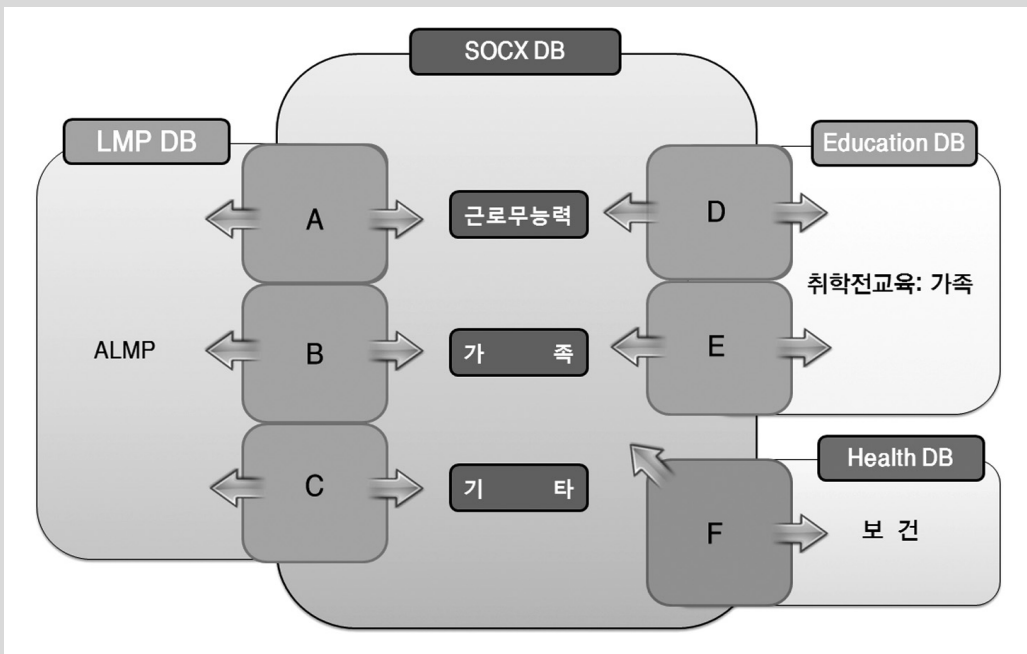 SOCX DB
LMP DB
Education DB
A
근로무능력
D
취학전교육: 가족
ALMP
B
가 족
E
C
기 타
Health DB
F
보 건